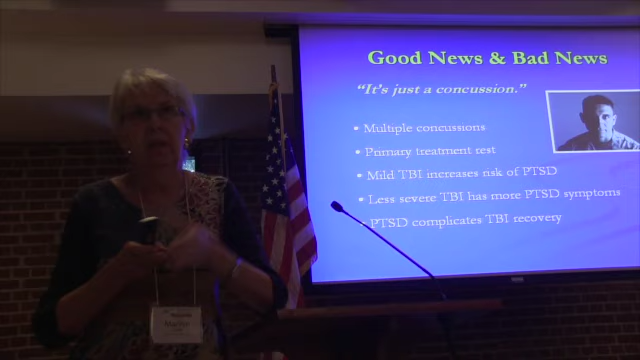 Good News & Bad News
“It’s just a concussion.”
• Multiple concussions
• Primary treatment rest
• Mild TBI increases risk of PTSD
• Less severe TBI has more PTSD symptoms
• PTSD complicates TBI recovery